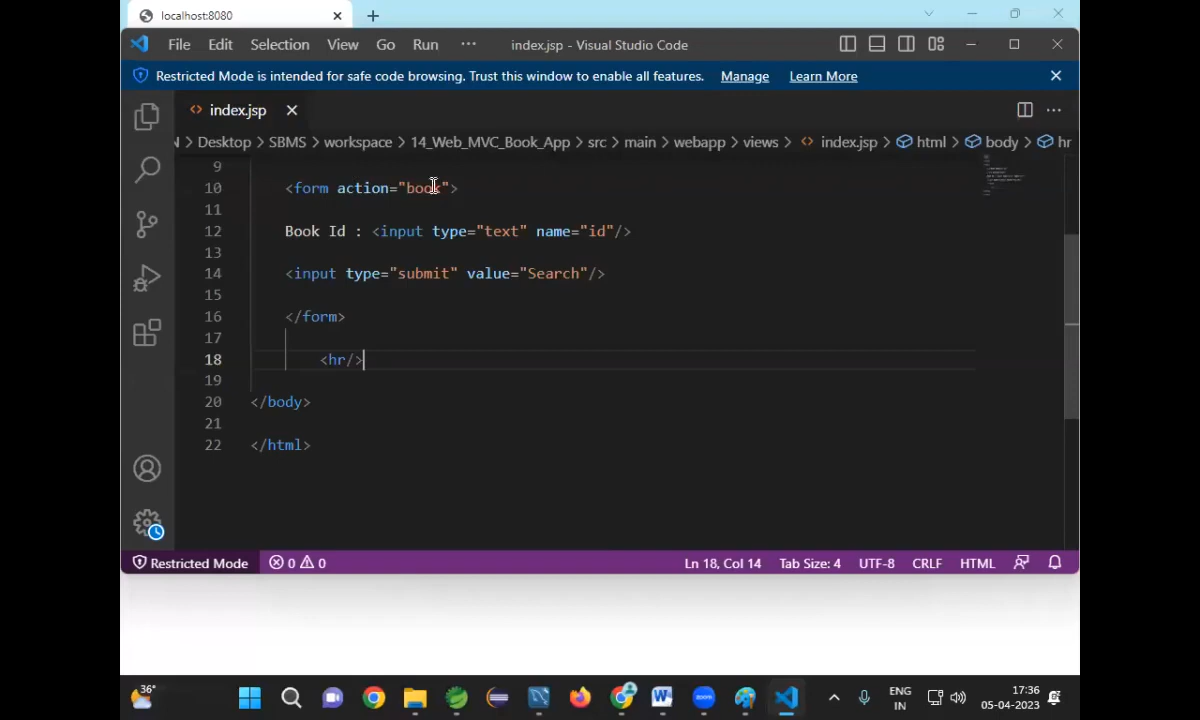 localhost:8080
File Edit Selection View Go Run ··· index.jsp - Visual Studio Code
Restricted Mode is intended for safe code browsing. Trust this window to enable all features. Manage Learn More
index.jsp
> Desktop > SBMS > workspace > 14_Web_MVC_Book_App > src > main > webapp > views > index.jsp > html > body > hr
9
10 <form action="book">
11
12 Book Id : <input type="text" name="id"/>
13
14 <input type="submit" value="Search"/>
15
16 </form>
17
18 <hr/>
19
20 </body>
21
22 </html>
Restricted Mode 0 0 Ln 18, Col 14 Tab Size: 4 UTF-8 CRLF HTML
36° zoom ENG 17:36
IN 05-04-2023